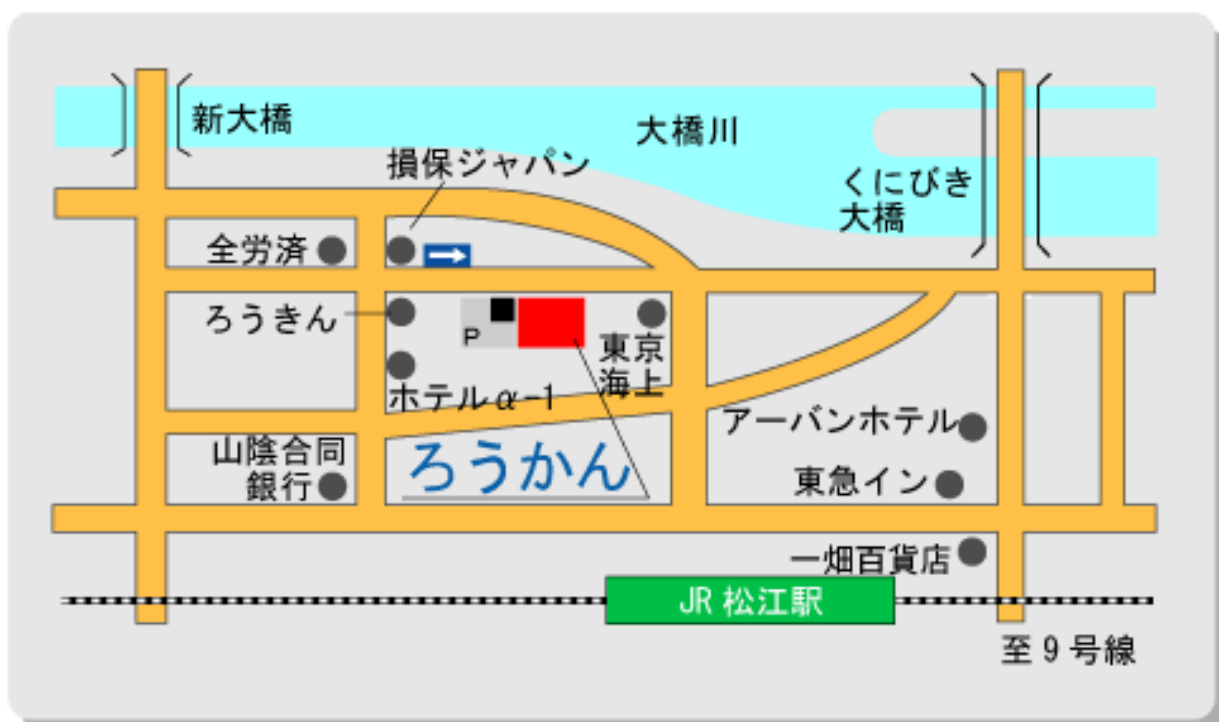 新大橋
大橋川
損保ジャパン
くにびき
大橋
全労済
ろうきん
P
東京
海上
ホテルα-1
アーバンホテル
山陰合同
銀行
ろうかん
東急イン
一畑百貨店
JR 松江駅
至 9 号線